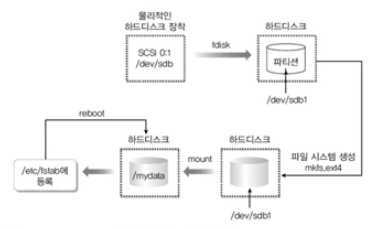 물리적인
하드디스크 장착
SCSI 0:1
/dev/sdb
fdisk
하드디스크
파티션
/dev/sdb1
파일 시스템 생성
mkfs.ext4
하드디스크
/dev/sdb1
mount
하드디스크
/mydata
reboot
/etc/fstab에
등록